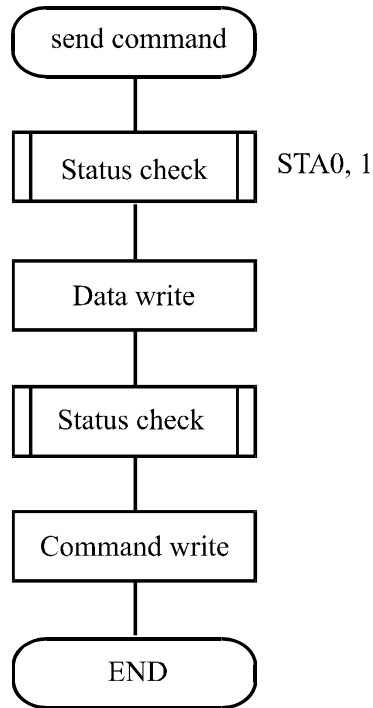 send command
Status check
STA0, 1
Data write
Status check
Command write
END